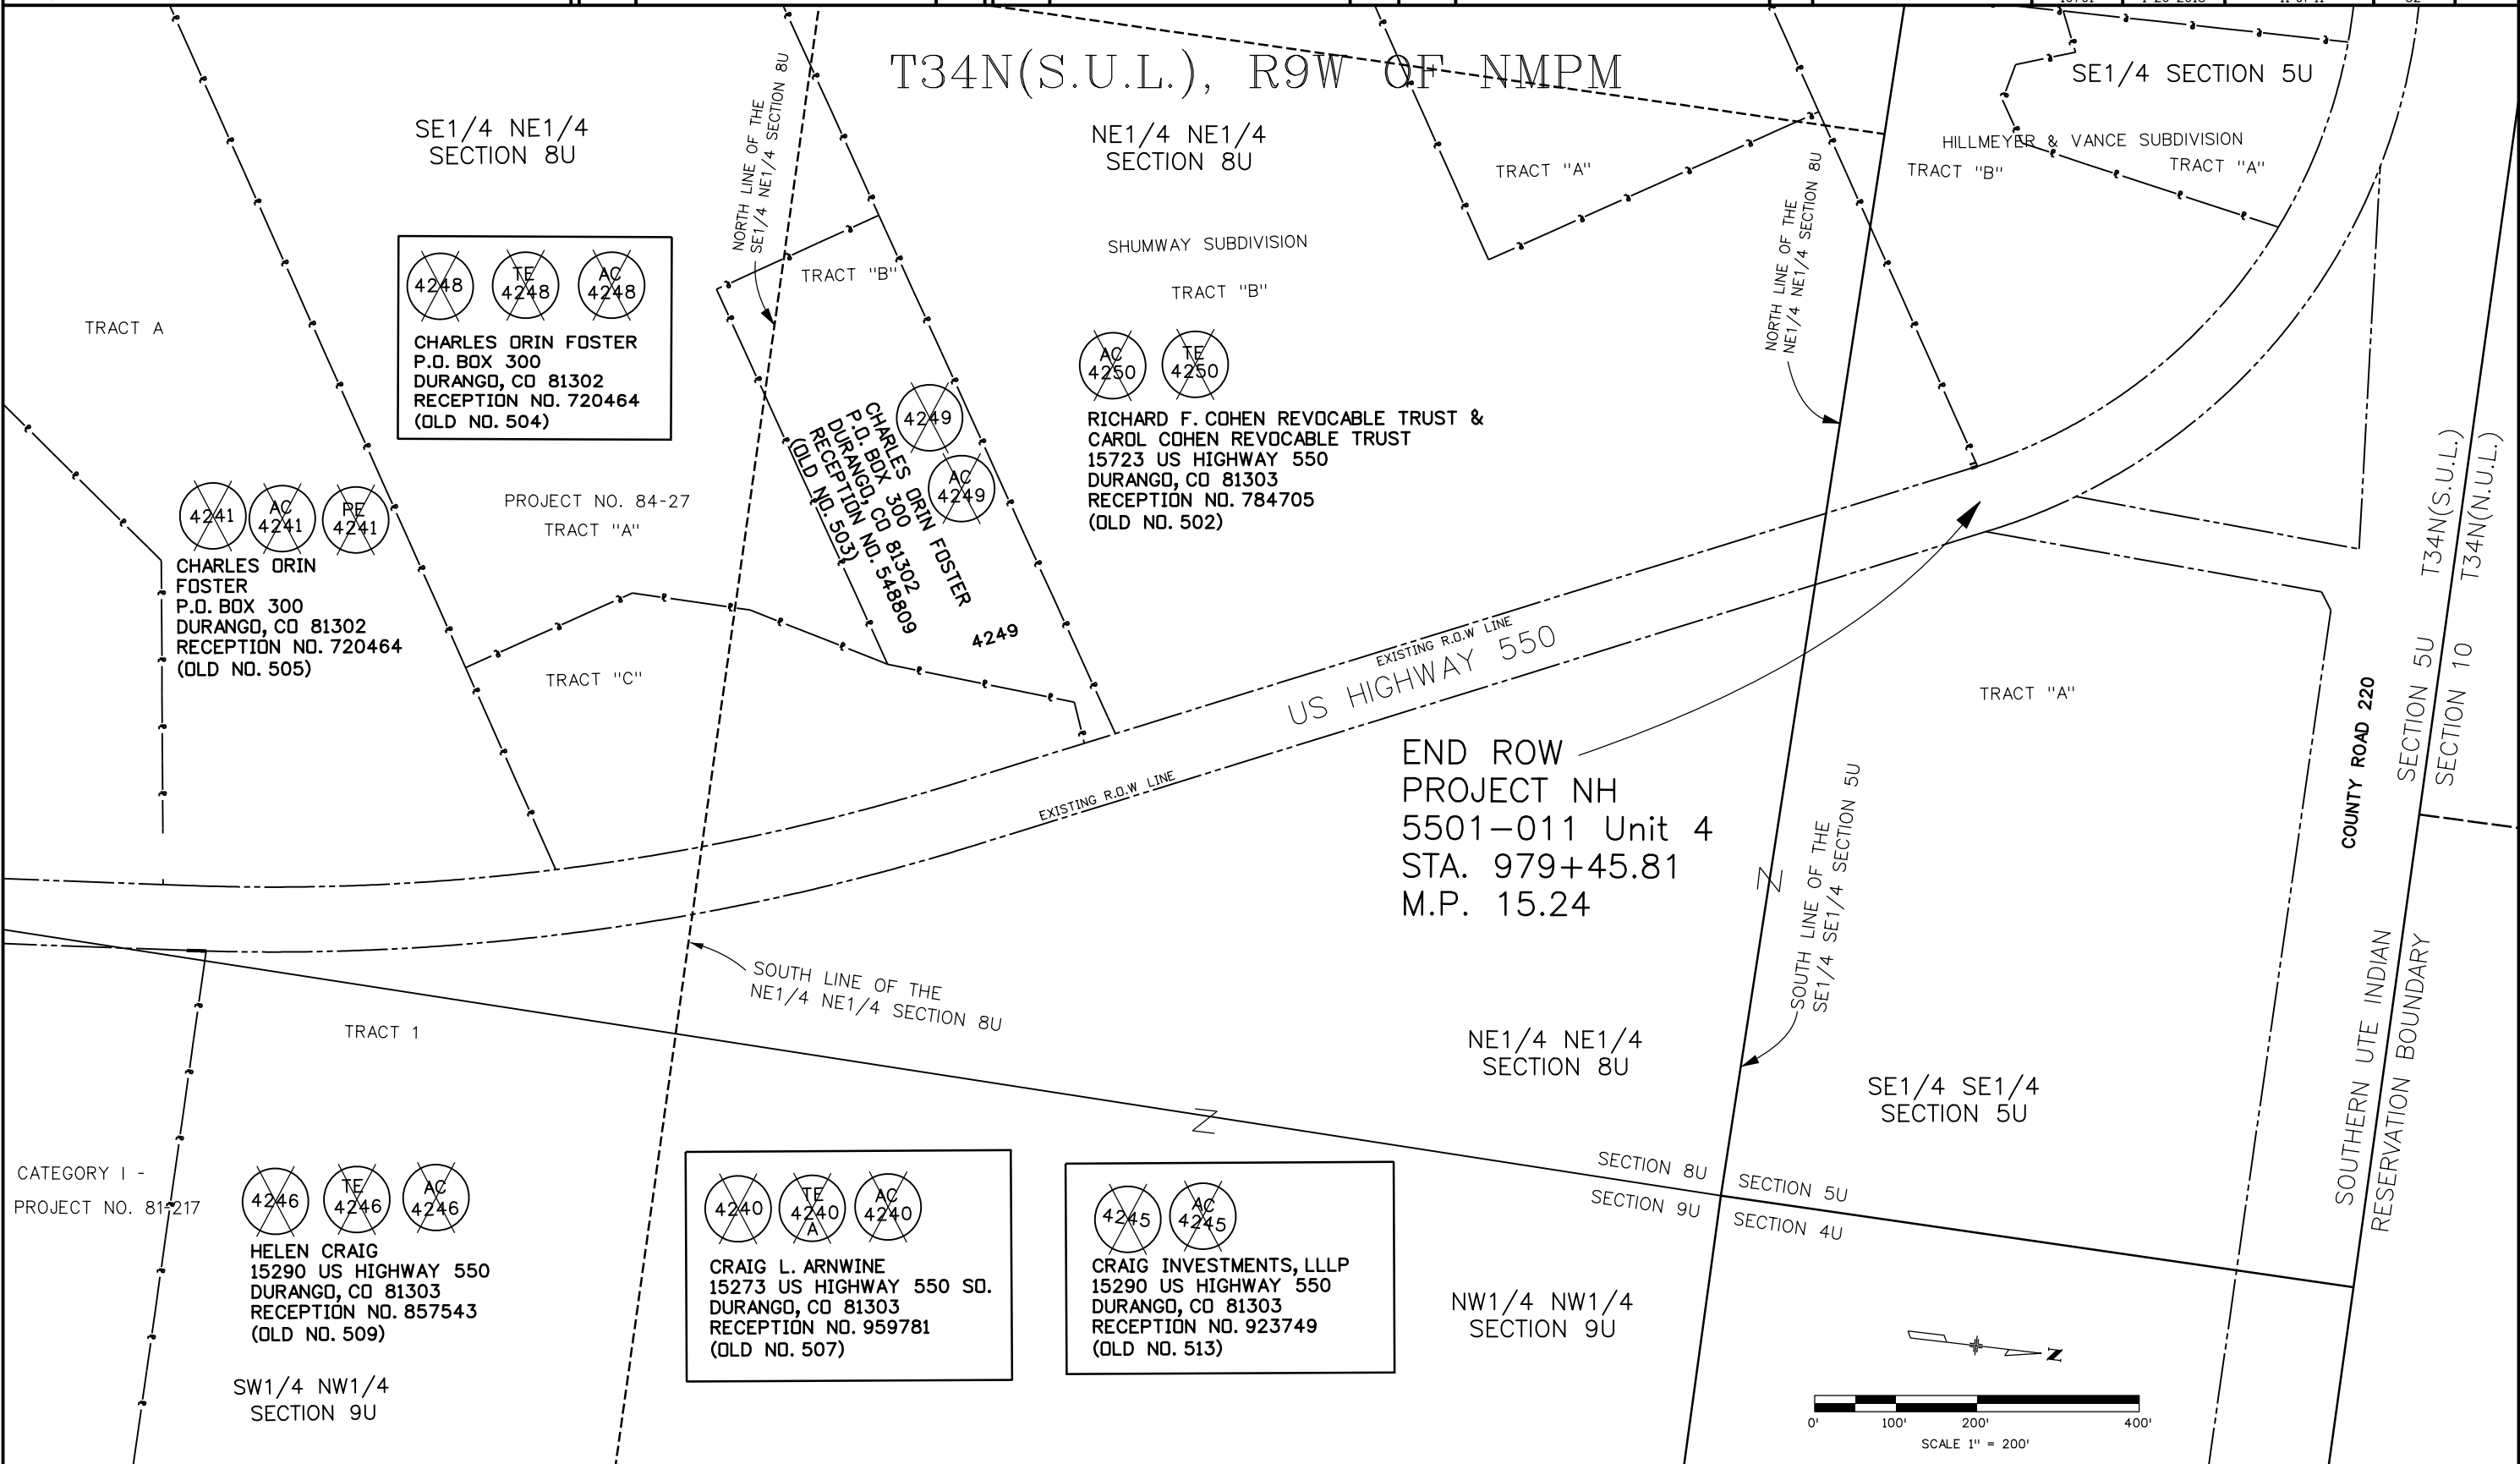 T34N(S.U.L.), R9W OF NMPM
SE1/4 SECTION 5U
SE1/4 NE1/4
SECTION 8U
NORTH LINE OF THE
SE1/4 NE1/4 SECTION 8U
NE1/4 NE1/4
SECTION 8U
TRACT "A"
HILLMEYER & VANCE SUBDIVISION
TRACT "B"
TRACT "A"
NORTH LINE OF THE
NE1/4 NE1/4 SECTION 8U
SHUMWAY SUBDIVISION
TRACT "B"
TRACT "B"
TRACT A
4248
TE
4248
AC
4248
CHARLES ORIN FOSTER
P.O. BOX 300
DURANGO, CO 81302
RECEPTION NO. 720464
(OLD NO. 504)
4249
AC
4249
CHARLES ORIN FOSTER
P.O. BOX 300
DURANGO, CO 81302
RECEPTION NO. 548809
(OLD NO. 503)
4249
AC
4250
TE
4250
RICHARD F. COHEN REVOCABLE TRUST &
CAROL COHEN REVOCABLE TRUST
15723 US HIGHWAY 550
DURANGO, CO 81303
RECEPTION NO. 784705
(OLD NO. 502)
4241
AC
4241
PE
4241
CHARLES ORIN
FOSTER
P.O. BOX 300
DURANGO, CO 81302
RECEPTION NO. 720464
(OLD NO. 505)
PROJECT NO. 84-27
TRACT "A"
TRACT "C"
EXISTING R.O.W LINE
US HIGHWAY 550
EXISTING R.O.W LINE
END ROW
PROJECT NH
5501-011 Unit 4
STA. 979+45.81
M.P. 15.24
TRACT "A"
COUNTY ROAD 220
SECTION 5U T34N(S.U.L.)
SECTION 10 T34N(N.U.L.)
SOUTH LINE OF THE
SE1/4 SE1/4 SECTION 5U
SOUTHERN UTE INDIAN
RESERVATION BOUNDARY
SOUTH LINE OF THE
NE1/4 NE1/4 SECTION 8U
TRACT 1
NE1/4 NE1/4
SECTION 8U
SE1/4 SE1/4
SECTION 5U
SECTION 8U
SECTION 5U
SECTION 9U
SECTION 4U
CATEGORY I -
PROJECT NO. 81-217
4246
TE
4246
AC
4246
HELEN CRAIG
15290 US HIGHWAY 550
DURANGO, CO 81303
RECEPTION NO. 857543
(OLD NO. 509)
SW1/4 NW1/4
SECTION 9U
4240
TE
4240
A
AC
4240
CRAIG L. ARNWINE
15273 US HIGHWAY 550 SO.
DURANGO, CO 81303
RECEPTION NO. 959781
(OLD NO. 507)
4245
AC
4245
CRAIG INVESTMENTS, LLLP
15290 US HIGHWAY 550
DURANGO, CO 81303
RECEPTION NO. 923749
(OLD NO. 513)
NW1/4 NW1/4
SECTION 9U
N
0' 100' 200' 400'
SCALE 1" = 200'